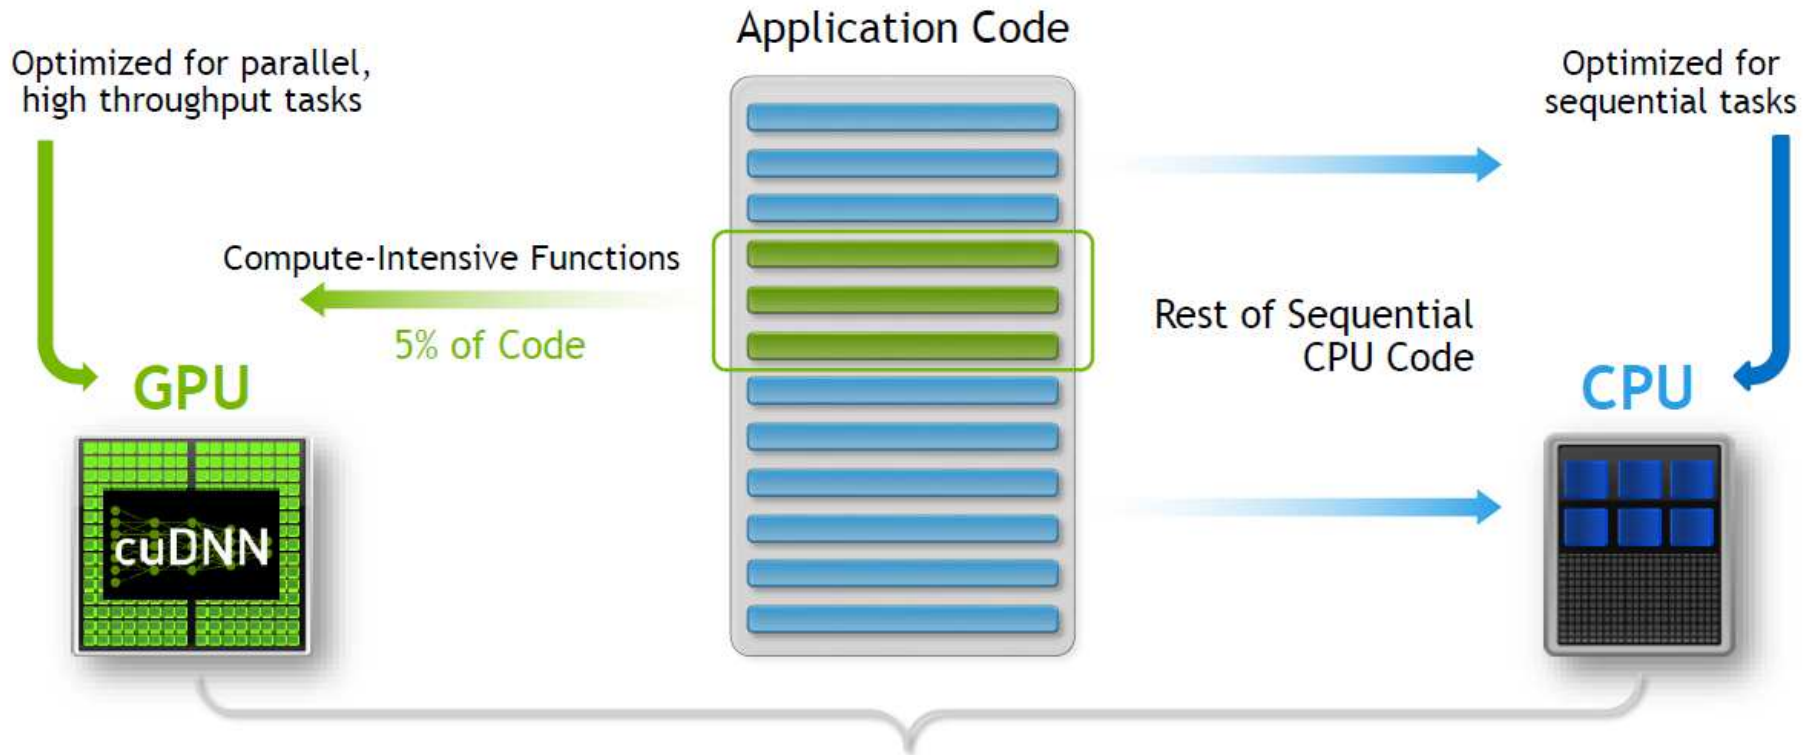 Application Code
Optimized for parallel,
high throughput tasks
Optimized for
sequential tasks
Compute-Intensive Functions
5% of Code
Rest of Sequential
CPU Code
GPU
CPU
cuDNN